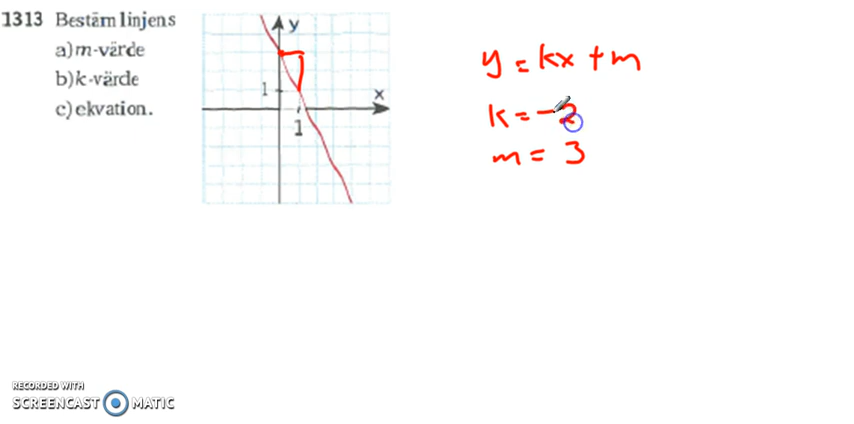 1313 Bestäm linjens
a) m-värde
b) k-värde
c) ekvation.
y
x
1
1
y = kx + m
k = -2
m = 3
RECORDED WITH
SCREENCAST MATIC